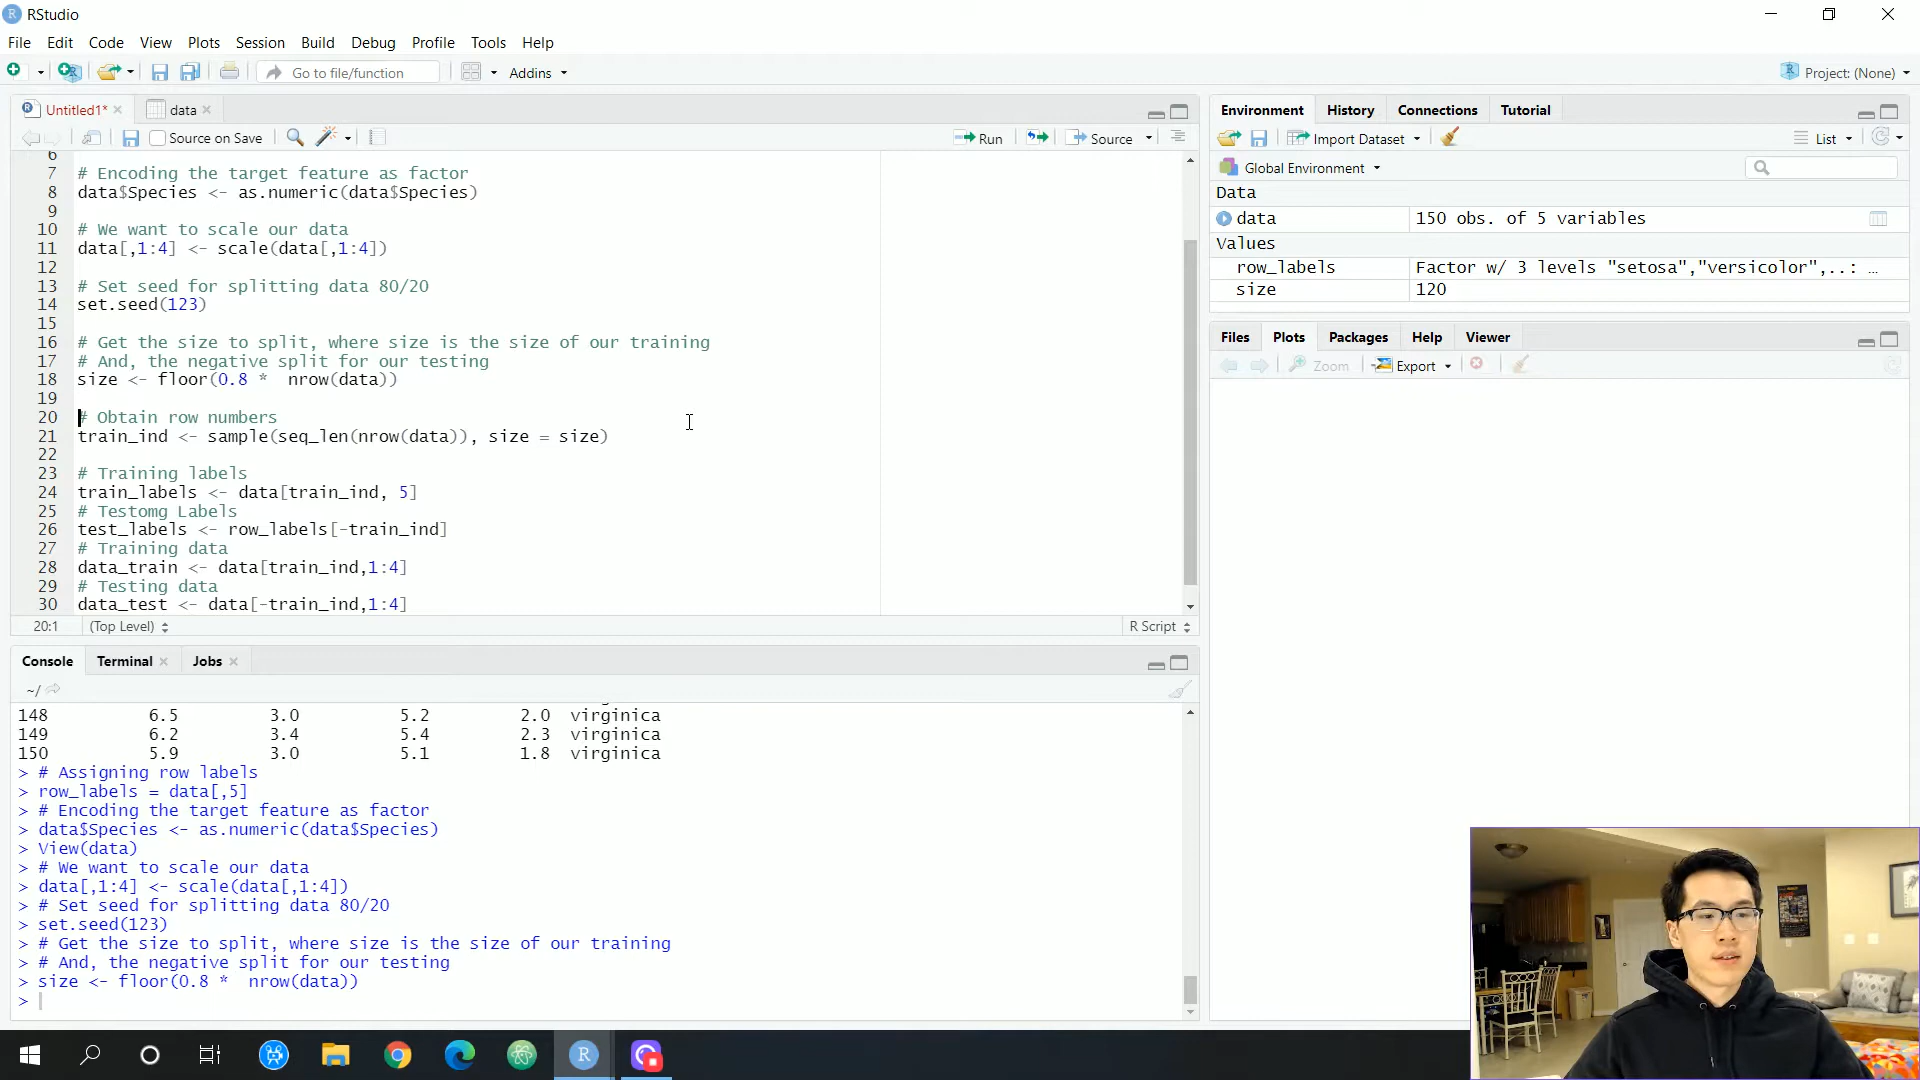 RStudio
File Edit Code View Plots Session Build Debug Profile Tools Help
Go to file/function Addins Project: (None)
Untitled1* data
Source on Save Run Source
6
7 # Encoding the target feature as factor
8 data$Species <- as.numeric(data$Species)
9
10 # We want to scale our data
11 data[,1:4] <- scale(data[,1:4])
12
13 # Set seed for splitting data 80/20
14 set.seed(123)
15
16 # Get the size to split, where size is the size of our training
17 # And, the negative split for our testing
18 size <- floor(0.8 *  nrow(data))
19
20 # Obtain row numbers
21 train_ind <- sample(seq_len(nrow(data)), size = size)
22
23 # Training labels
24 train_labels <- data[train_ind, 5]
25 # Testomg Labels
26 test_labels <- row_labels[-train_ind]
27 # Training data
28 data_train <- data[train_ind,1:4]
29 # Testing data
30 data_test <- data[-train_ind,1:4]
20:1 (Top Level) R Script
Console Terminal Jobs
~/
148 6.5 3.0 5.2 2.0 virginica
149 6.2 3.4 5.4 2.3 virginica
150 5.9 3.0 5.1 1.8 virginica
> # Assigning row labels
> row_labels = data[,5]
> # Encoding the target feature as factor
> data$Species <- as.numeric(data$Species)
> View(data)
> # We want to scale our data
> data[,1:4] <- scale(data[,1:4])
> # Set seed for splitting data 80/20
> set.seed(123)
> # Get the size to split, where size is the size of our training
> # And, the negative split for our testing
> size <- floor(0.8 *  nrow(data))
>
Environment History Connections Tutorial
Import Dataset List
Global Environment
Data
data 150 obs. of 5 variables
Values
row_labels Factor w/ 3 levels "setosa","versicolor",..: …
size 120
Files Plots Packages Help Viewer
Zoom Export